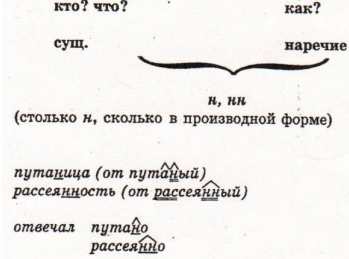 кто? что? как?
сущ. наречие
н, нн
(столько н, сколько в производной форме)
путаница (от путаный)
рассеянность (от рассеянный)
отвечал путано
рассеянно